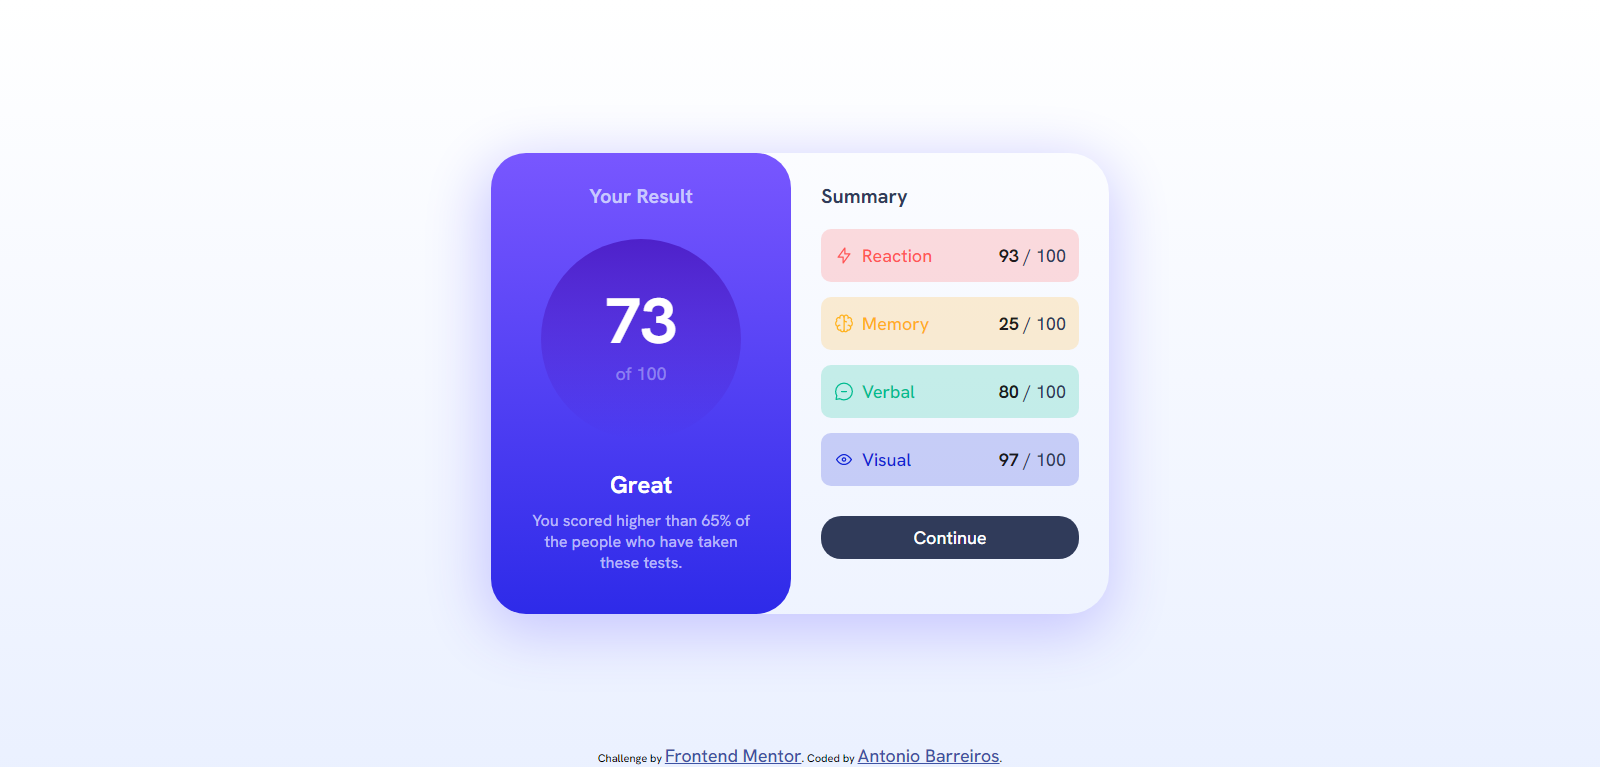 Your Result
73
of 100
Great
You scored higher than 65% of
the people who have taken
these tests.
Summary
Reaction 93 / 100
Memory 25 / 100
Verbal 80 / 100
Visual 97 / 100
Continue
Challenge by Frontend Mentor. Coded by Antonio Barreiros.